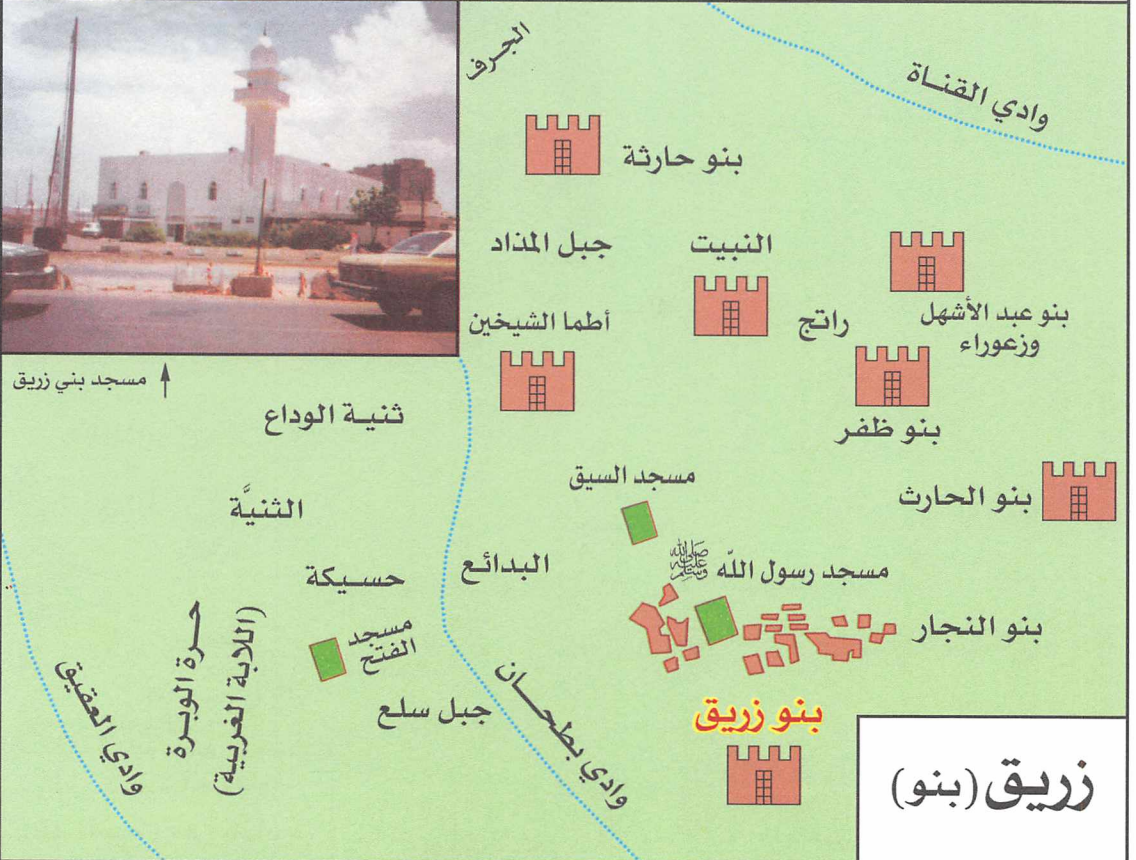 الجرف
وادي القناة
بنو حارثة
النبيت
جبل المذاد
بنو عبد الأشهل
وزعوراء
راتج
أطما الشيخين
مسجد بني زريق
ثنية الوداع
بنو ظفر
مسجد السيق
بنو الحارث
الثنيَّة
البدائع
حسيكة
مسجد رسول اللّه ﷺ
بنو النجار
مسجد
الفتح
حرة الوبرة
(اللابة الغربية)
وادي العقيق
جبل سلع
وادي بطحان
بنو زريق
زريق (بنو)